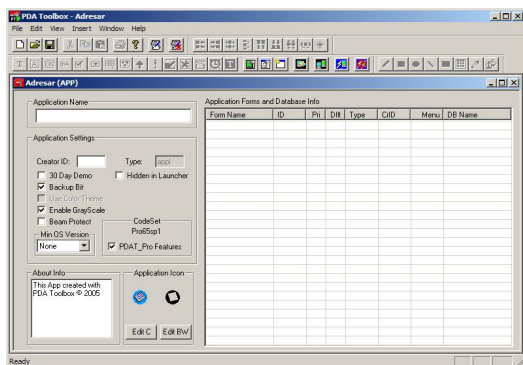 PDA Toolbox - Adresar
File Edit View Insert Window Help
Adresar (APP)
Application Name
Application Settings
Creator ID: Type: appl
30 Day Demo Hidden in Launcher
Backup Bit
Use Color Theme
Enable GrayScale
Beam Protect
CodeSet
Pro65sp1
Min OS Version
None
PDAT_Pro Features
About Info
This App created with
PDA Toolbox © 2005
Application Icon
Edit C Edit BW
Application Forms and Database Info
Form Name ID Pri Dflt Type CrID Menu DB Name
Ready